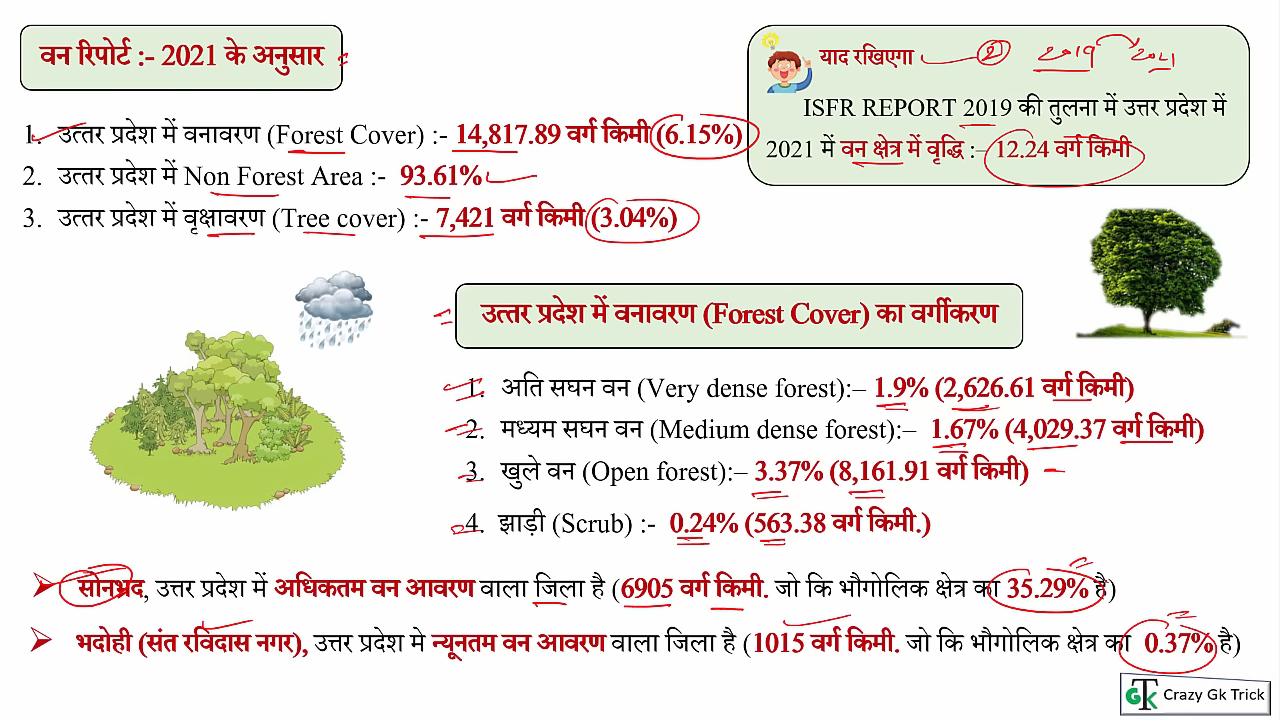 वन रिपोर्ट :- 2021 के अनुसार
1. उत्तर प्रदेश में वनावरण (Forest Cover) :- 14,817.89 वर्ग किमी (6.15%)
2. उत्तर प्रदेश में Non Forest Area :- 93.61%
3. उत्तर प्रदेश में वृक्षावरण (Tree cover) :- 7,421 वर्ग किमी (3.04%)
याद रखिएगा 2019 2021
ISFR REPORT 2019 की तुलना में उत्तर प्रदेश में
2021 में वन क्षेत्र में वृद्धि :– 12.24 वर्ग किमी
उत्तर प्रदेश में वनावरण (Forest Cover) का वर्गीकरण
1. अति सघन वन (Very dense forest):– 1.9% (2,626.61 वर्ग किमी)
2. मध्यम सघन वन (Medium dense forest):– 1.67% (4,029.37 वर्ग किमी)
3. खुले वन (Open forest):– 3.37% (8,161.91 वर्ग किमी)
4. झाड़ी (Scrub) :- 0.24% (563.38 वर्ग किमी.)
➤ सोनभद्र, उत्तर प्रदेश में अधिकतम वन आवरण वाला जिला है (6905 वर्ग किमी. जो कि भौगोलिक क्षेत्र का 35.29% है)
➤ भदोही (संत रविदास नगर), उत्तर प्रदेश मे न्यूनतम वन आवरण वाला जिला है (1015 वर्ग किमी. जो कि भौगोलिक क्षेत्र का 0.37% है)
GTK Crazy Gk Trick